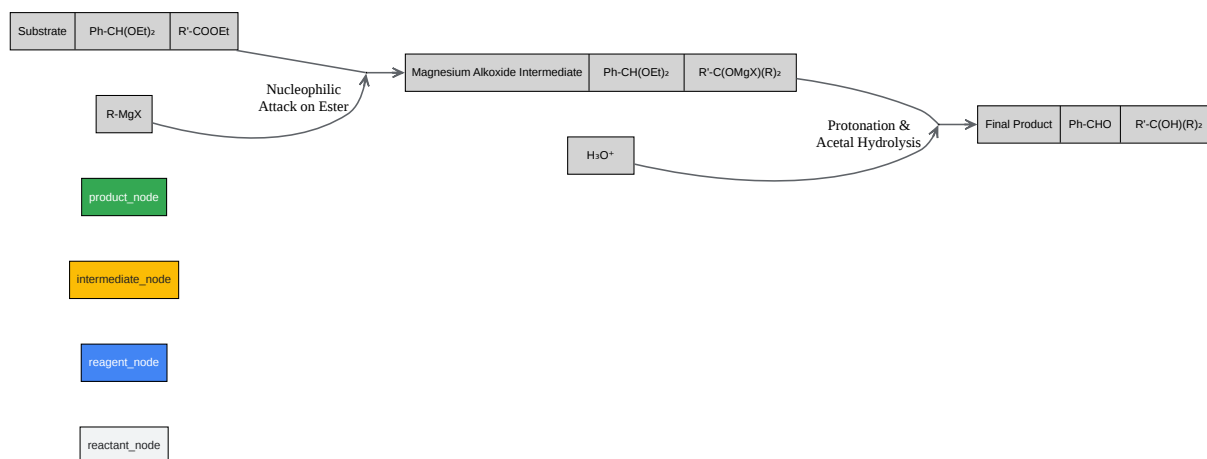 Substrate
Ph-CH(OEt)₂
R'-COOEt
Nucleophilic
Attack on Ester
R-MgX
Magnesium Alkoxide Intermediate
Ph-CH(OEt)₂
R'-C(OMgX)(R)₂
H₃O⁺
Protonation &
Acetal Hydrolysis
Final Product
Ph-CHO
R'-C(OH)(R)₂
product_node
intermediate_node
reagent_node
reactant_node